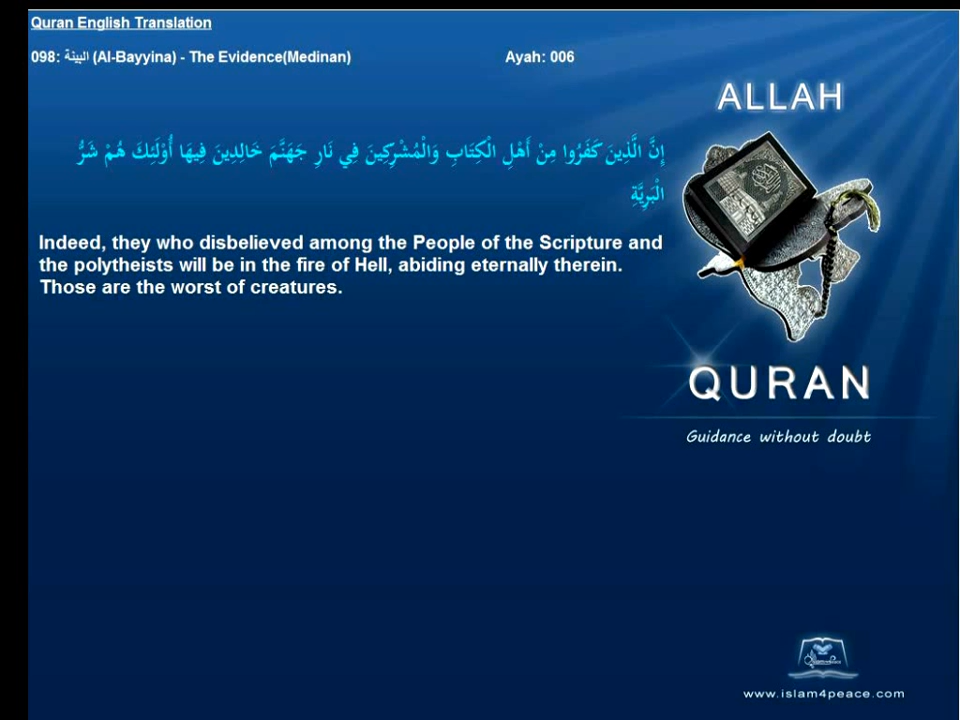 Quran English Translation
098: البينة (Al-Bayyina) - The Evidence(Medinan) Ayah: 006
ALLAH
إِنَّ الَّذِينَ كَفَرُوا مِنْ أَهْلِ الْكِتَابِ وَالْمُشْرِكِينَ فِي نَارِ جَهَنَّمَ خَالِدِينَ فِيهَا أُوْلَئِكَ هُمْ شَرُّ
الْبَرِيَّةِ
Indeed, they who disbelieved among the People of the Scripture and
the polytheists will be in the fire of Hell, abiding eternally therein.
Those are the worst of creatures.
QURAN
Guidance without doubt
www.islam4peace.com